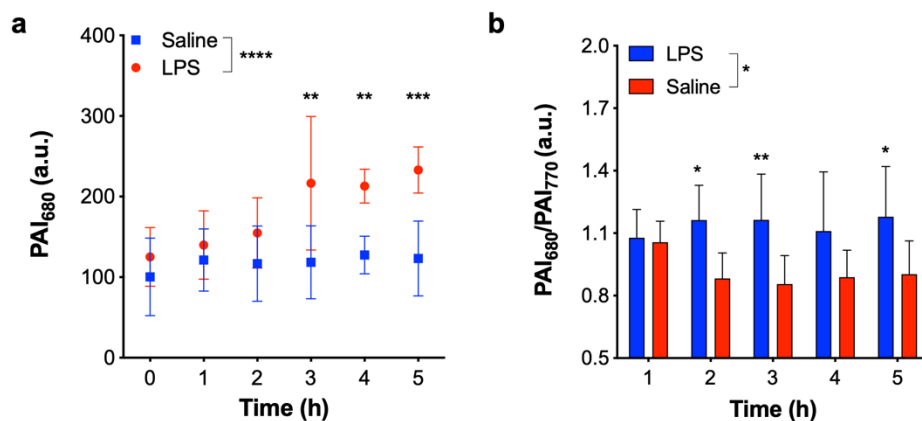 a
Saline
LPS
****
** ** ***
400
300
200
100
0
PAI680 (a.u.)
0 1 2 3 4 5
Time (h)
b
LPS
Saline
*
* ** *
2.0
1.7
1.4
1.1
0.8
0.5
PAI680/PAI770 (a.u.)
1 2 3 4 5
Time (h)